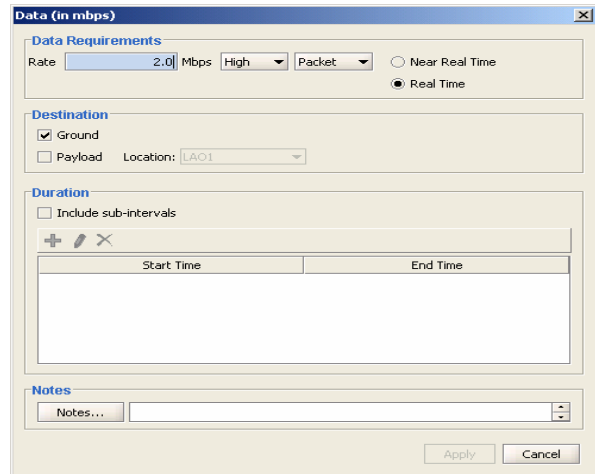 Data (in mbps)
Data Requirements
Rate 2.0 Mbps High Packet Near Real Time
Real Time
Destination
Ground
Payload Location: LAO1
Duration
Include sub-intervals
Start Time End Time
Notes
Notes...
Apply Cancel